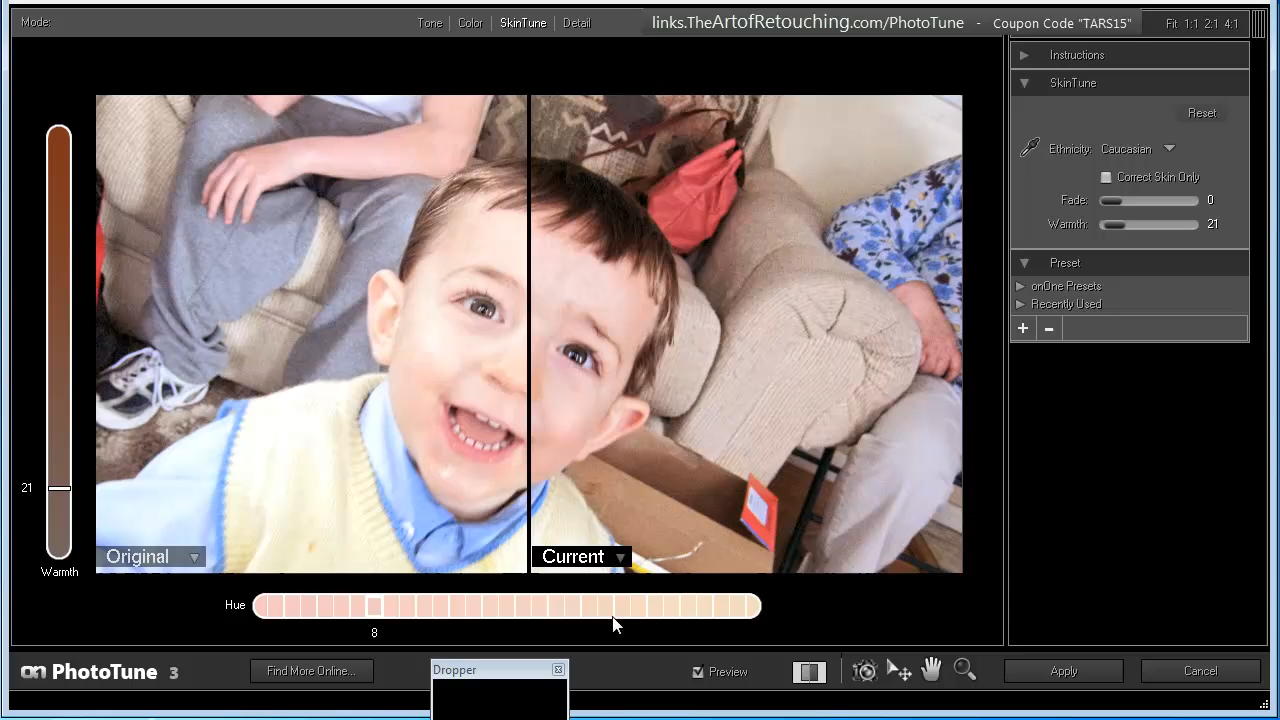 Mode:
Tone Color SkinTune Detail
links.TheArtofRetouching.com/PhotoTune - Coupon Code "TARS15"
Fit 1:1 2:1 4:1
Instructions
SkinTune
Reset
Ethnicity: Caucasian
Correct Skin Only
Fade: 0
Warmth: 21
Preset
onOne Presets
Recently Used
+ -
21
Warmth
Original
Current
Hue
8
on PhotoTune 3
Find More Online...
Dropper
Preview
Apply
Cancel